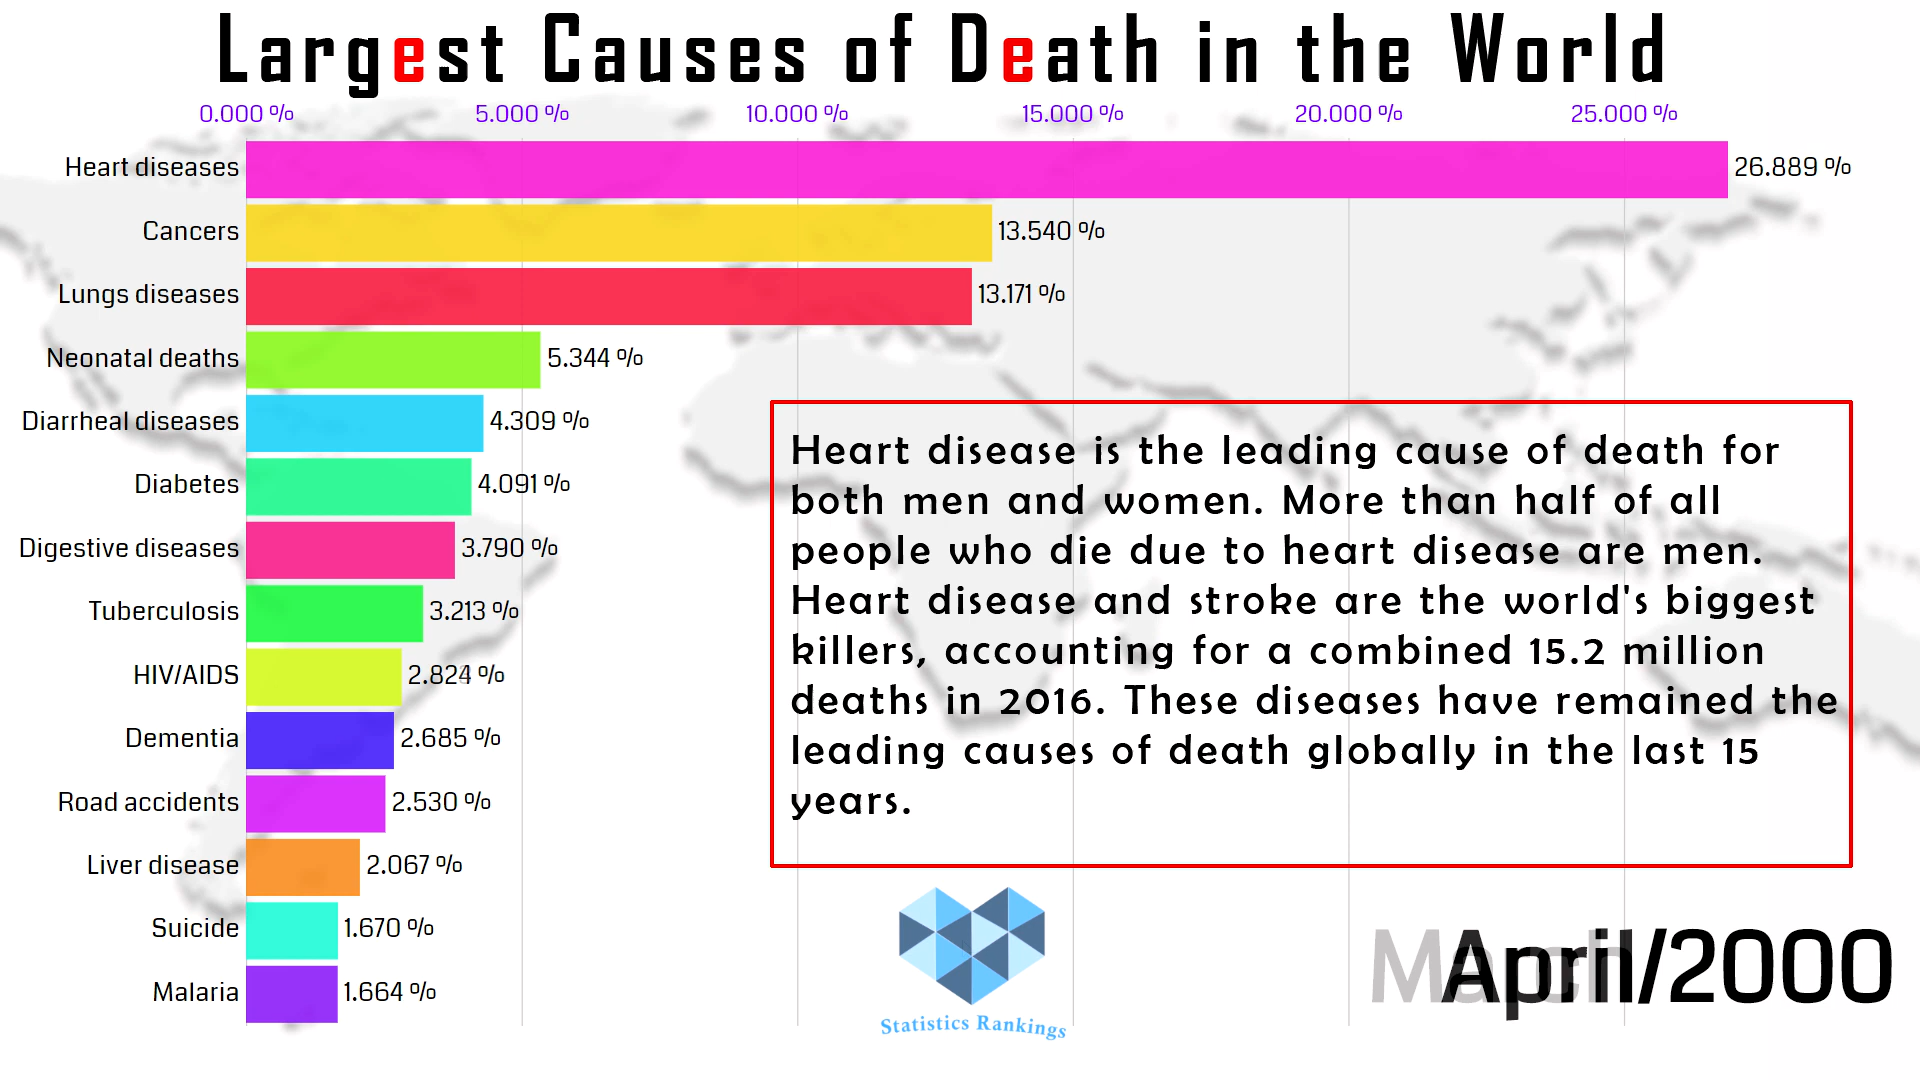 Largest Causes of Death in the World
0.000 % 5.000 % 10.000 % 15.000 % 20.000 % 25.000 %
Heart diseases 26.889 %
Cancers 13.540 %
Lungs diseases 13.171 %
Neonatal deaths 5.344 %
Diarrheal diseases 4.309 %
Diabetes 4.091 %
Digestive diseases 3.790 %
Tuberculosis 3.213 %
HIV/AIDS 2.824 %
Dementia 2.685 %
Road accidents 2.530 %
Liver disease 2.067 %
Suicide 1.670 %
Malaria 1.664 %
Heart disease is the leading cause of death for
both men and women. More than half of all
people who die due to heart disease are men.
Heart disease and stroke are the world's biggest
killers, accounting for a combined 15.2 million
deaths in 2016. These diseases have remained the
leading causes of death globally in the last 15
years.
Statistics Rankings
March
April/2000